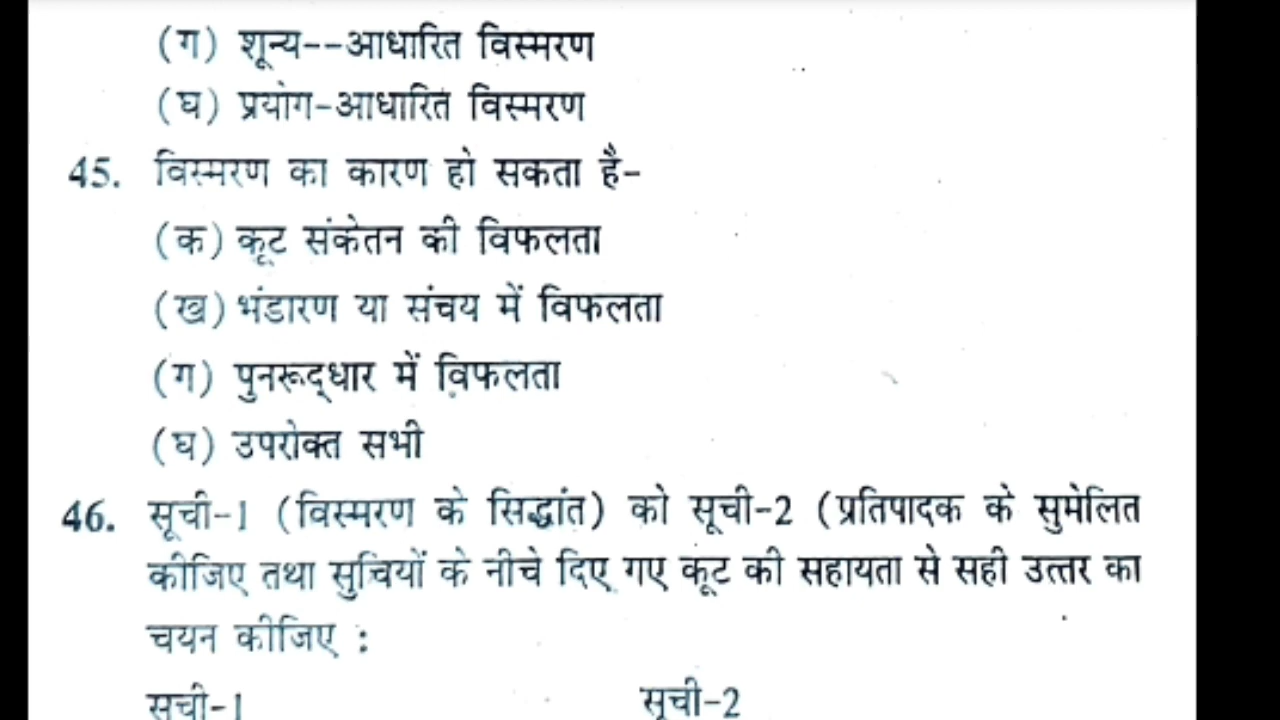 (ग) शून्य--आधारित विस्मरण
(घ) प्रयोग-आधारित विस्मरण
45. विस्मरण का कारण हो सकता है-
(क) कूट संकेतन की विफलता
(ख) भंडारण या संचय में विफलता
(ग) पुनरूद्धार में विफलता
(घ) उपरोक्त सभी
46. सूची-1 (विस्मरण के सिद्धांत) को सूची-2 (प्रतिपादक के सुमेलित
कीजिए तथा सुचियों के नीचे दिए गए कूट की सहायता से सही उत्तर का
चयन कीजिए :
सूची-1 सूची-2